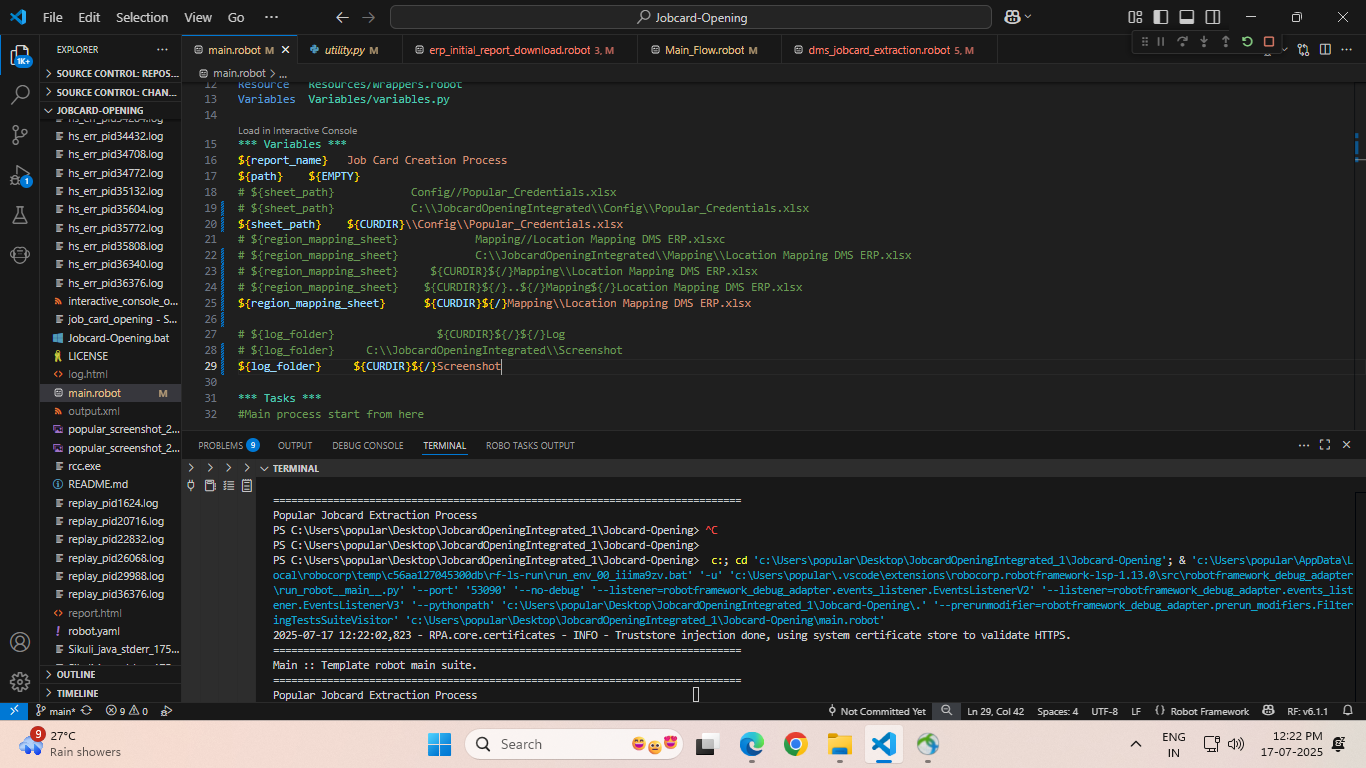 File Edit Selection View Go ···
Jobcard-Opening
EXPLORER
SOURCE CONTROL: REPOS...
SOURCE CONTROL: CHAN...
JOBCARD-OPENING
hs_err_pid34284.log
hs_err_pid34432.log
hs_err_pid34708.log
hs_err_pid34772.log
hs_err_pid35132.log
hs_err_pid35604.log
hs_err_pid35772.log
hs_err_pid35808.log
hs_err_pid36340.log
hs_err_pid36376.log
interactive_console_o...
job_card_opening - S...
Jobcard-Opening.bat
LICENSE
log.html
main.robot M
output.xml
popular_screenshot_2...
popular_screenshot_2...
rcc.exe
README.md
replay_pid1624.log
replay_pid20716.log
replay_pid22832.log
replay_pid26068.log
replay_pid29988.log
replay_pid36376.log
report.html
robot.yaml
Sikuli_java_stderr_175...
OUTLINE
TIMELINE
1K+
1
main.robot M
utility.py M
erp_initial_report_download.robot 3, M
Main_Flow.robot M
dms_jobcard_extraction.robot 5, M
main.robot > ...
12 Resource Resources/wrappers.robot
13 Variables Variables/variables.py
14
Load in Interactive Console
15 *** Variables ***
16 ${report_name} Job Card Creation Process
17 ${path} ${EMPTY}
18 # ${sheet_path} Config//Popular_Credentials.xlsx
19 # ${sheet_path} C:\\JobcardOpeningIntegrated\\Config\\Popular_Credentials.xlsx
20 ${sheet_path} ${CURDIR}\\Config\\Popular_Credentials.xlsx
21 # ${region_mapping_sheet} Mapping//Location Mapping DMS ERP.xlsxc
22 # ${region_mapping_sheet} C:\\JobcardOpeningIntegrated\\Mapping\\Location Mapping DMS ERP.xlsx
23 # ${region_mapping_sheet} ${CURDIR}${/}Mapping\\Location Mapping DMS ERP.xlsx
24 # ${region_mapping_sheet} ${CURDIR}${/}..${/}Mapping${/}Location Mapping DMS ERP.xlsx
25 ${region_mapping_sheet} ${CURDIR}${/}Mapping\\Location Mapping DMS ERP.xlsx
26
27 # ${log_folder} ${CURDIR}${/}${/}Log
28 # ${log_folder} C:\\JobcardOpeningIntegrated\\Screenshot
29 ${log_folder} ${CURDIR}${/}Screenshot
30
31 *** Tasks ***
32 #Main process start from here
PROBLEMS 9 OUTPUT DEBUG CONSOLE TERMINAL ROBO TASKS OUTPUT
TERMINAL
==============================================================================
Popular Jobcard Extraction Process
PS C:\Users\popular\Desktop\JobcardOpeningIntegrated_1\Jobcard-Opening> ^C
PS C:\Users\popular\Desktop\JobcardOpeningIntegrated_1\Jobcard-Opening>
PS C:\Users\popular\Desktop\JobcardOpeningIntegrated_1\Jobcard-Opening> c:; cd 'c:\Users\popular\Desktop\JobcardOpeningIntegrated_1\Jobcard-Opening'; & 'c:\Users\popular\AppData\L
ocal\robocorp\temp\c56aa127045300db\rf-ls-run\run_env_00_iiima9zv.bat' '-u' 'c:\Users\popular\.vscode\extensions\robocorp.robotframework-lsp-1.13.0\src\robotframework_debug_adapter
\run_robot__main__.py' '--port' '53090' '--no-debug' '--listener=robotframework_debug_adapter.events_listener.EventsListenerV2' '--listener=robotframework_debug_adapter.events_list
ener.EventsListenerV3' '--pythonpath' 'c:\Users\popular\Desktop\JobcardOpeningIntegrated_1\Jobcard-Opening\.' '--prerunmodifier=robotframework_debug_adapter.prerun_modifiers.Filter
ingTestsSuiteVisitor' 'c:\Users\popular\Desktop\JobcardOpeningIntegrated_1\Jobcard-Opening\main.robot'
2025-07-17 12:22:02,823 - RPA.core.certificates - INFO - Truststore injection done, using system certificate store to validate HTTPS.
==============================================================================
Main :: Template robot main suite.
==============================================================================
Popular Jobcard Extraction Process
main* 9 0 Not Committed Yet Ln 29, Col 42 Spaces: 4 UTF-8 LF Robot Framework RF: v6.1.1
9
27°C
Rain showers
Search
ENG
IN
12:22 PM
17-07-2025